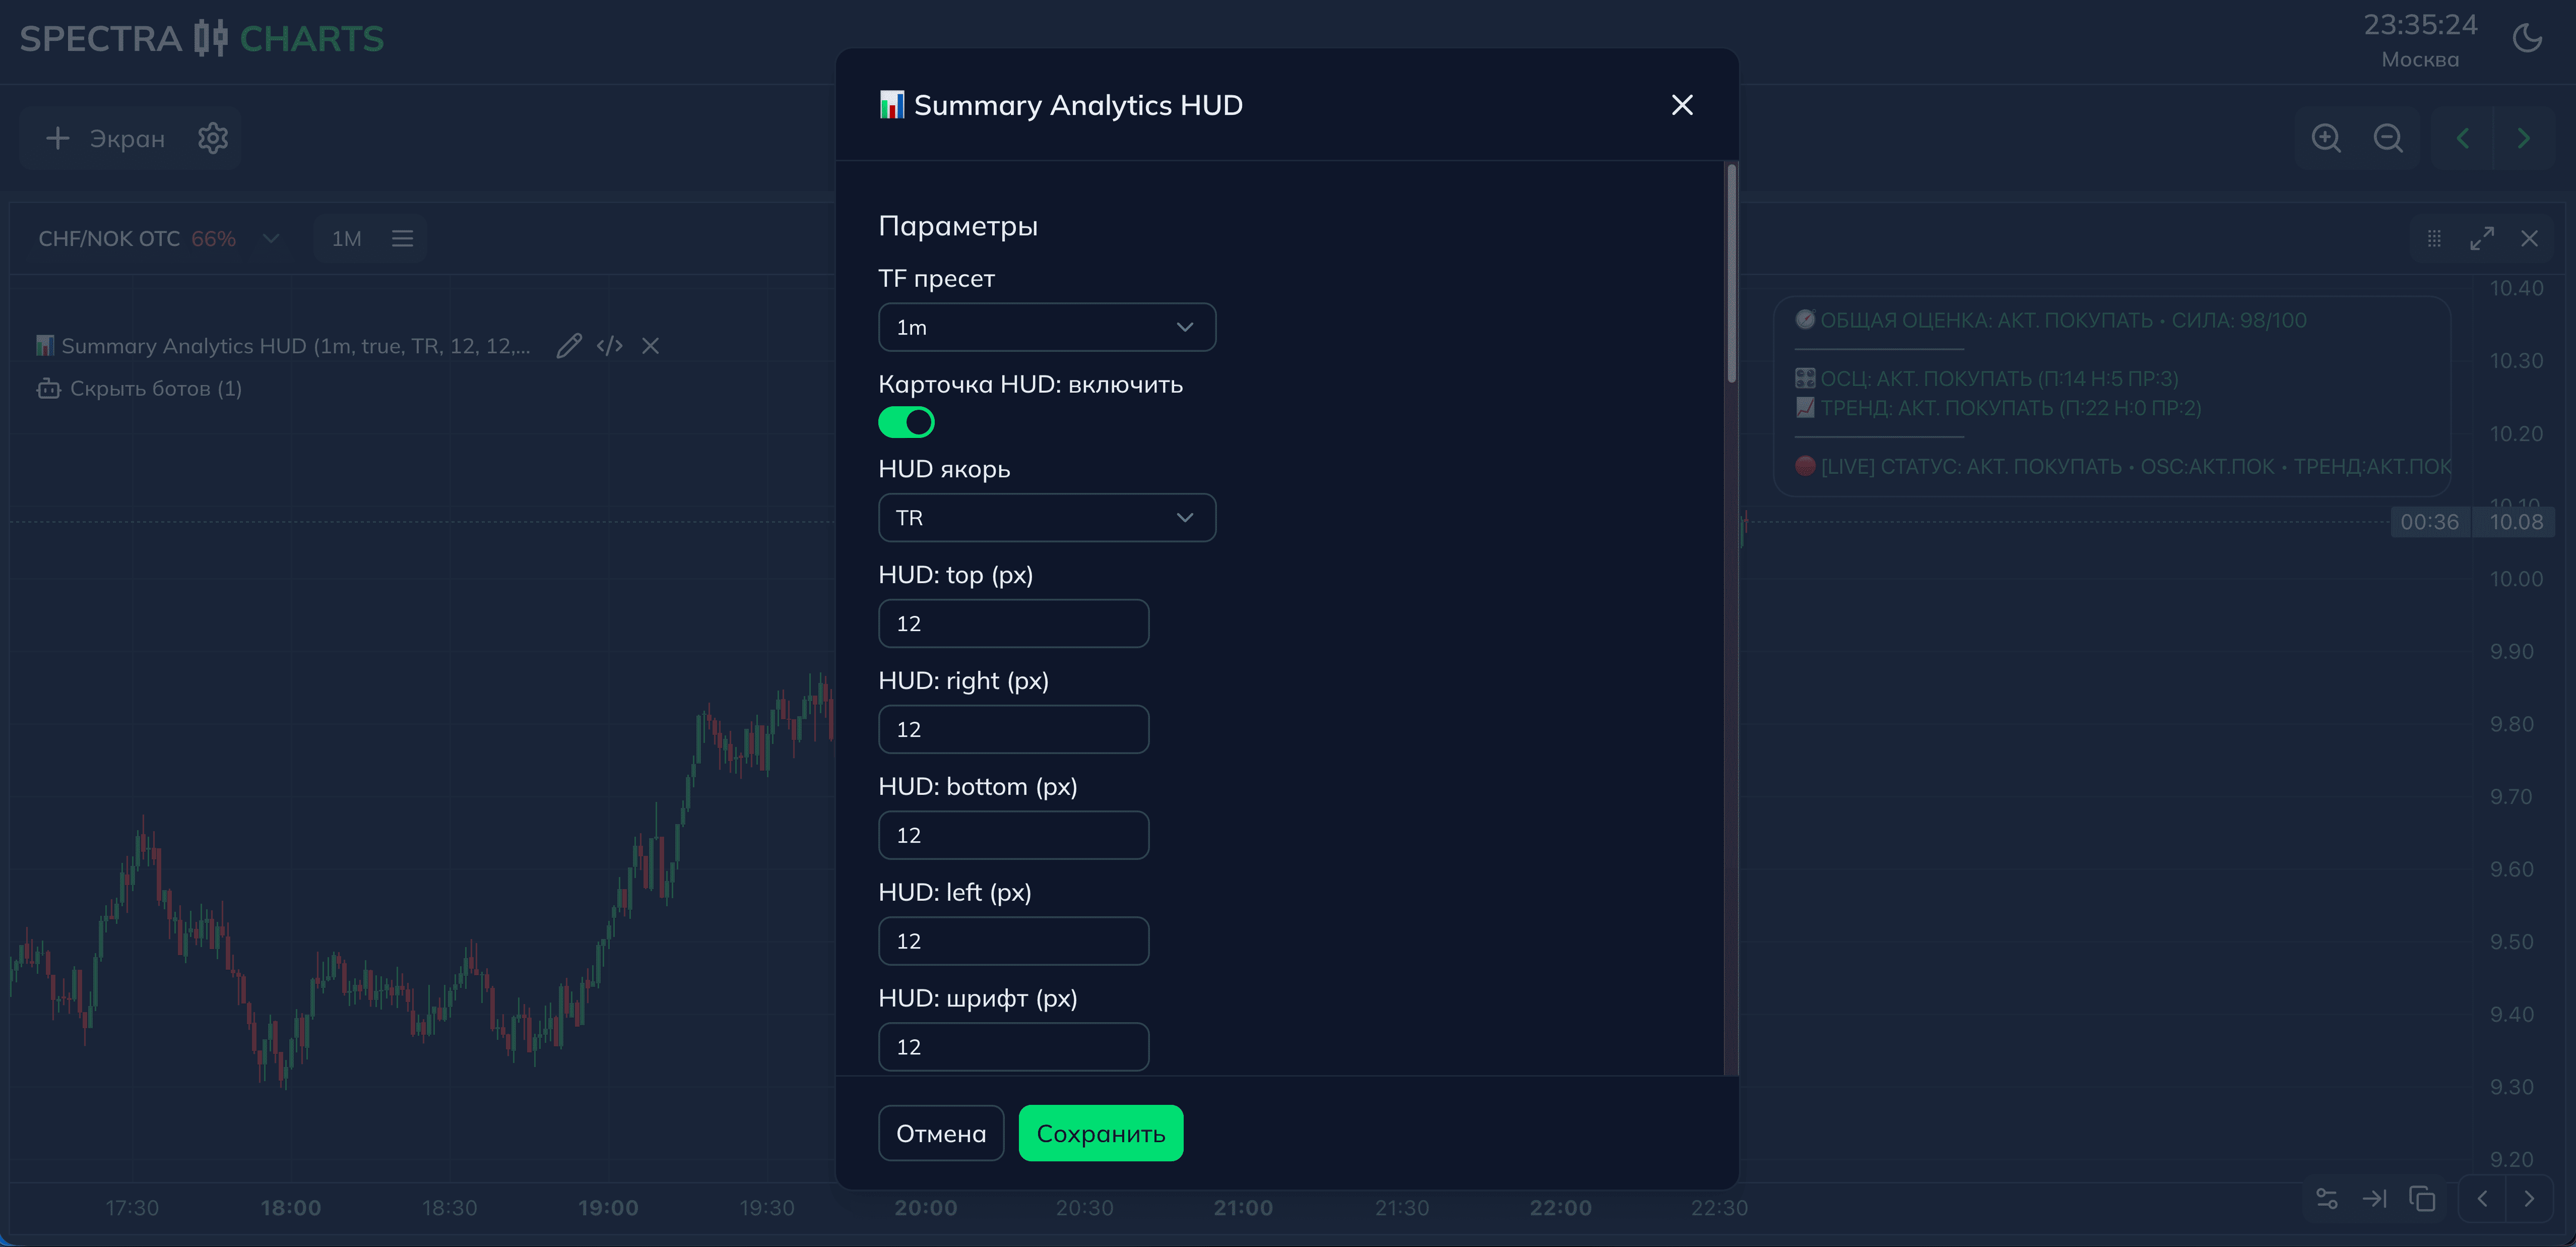 SPECTRA CHARTS
23:35:24
Москва
Экран
CHF/NOK OTC 66%
1M
Summary Analytics HUD (1m, true, TR, 12, 12,...
Скрыть ботов (1)
Summary Analytics HUD
Параметры
TF пресет
1m
Карточка HUD: включить
HUD якорь
TR
HUD: top (px)
12
HUD: right (px)
12
HUD: bottom (px)
12
HUD: left (px)
12
HUD: шрифт (px)
12
Отмена
Сохранить
ОБЩАЯ ОЦЕНКА: АКТ. ПОКУПАТЬ • СИЛА: 98/100
ОСЦ: АКТ. ПОКУПАТЬ (П:14 Н:5 ПР:3)
ТРЕНД: АКТ. ПОКУПАТЬ (П:22 Н:0 ПР:2)
[LIVE] СТАТУС: АКТ. ПОКУПАТЬ • OSC:АКТ.ПОК • ТРЕНД:АКТ.ПОК
10.40
10.30
10.20
10.10
00:36 10.08
10.00
9.90
9.80
9.70
9.60
9.50
9.40
9.30
9.20
17:30 18:00 18:30 19:00 19:30 20:00 20:30 21:00 21:30 22:00 22:30